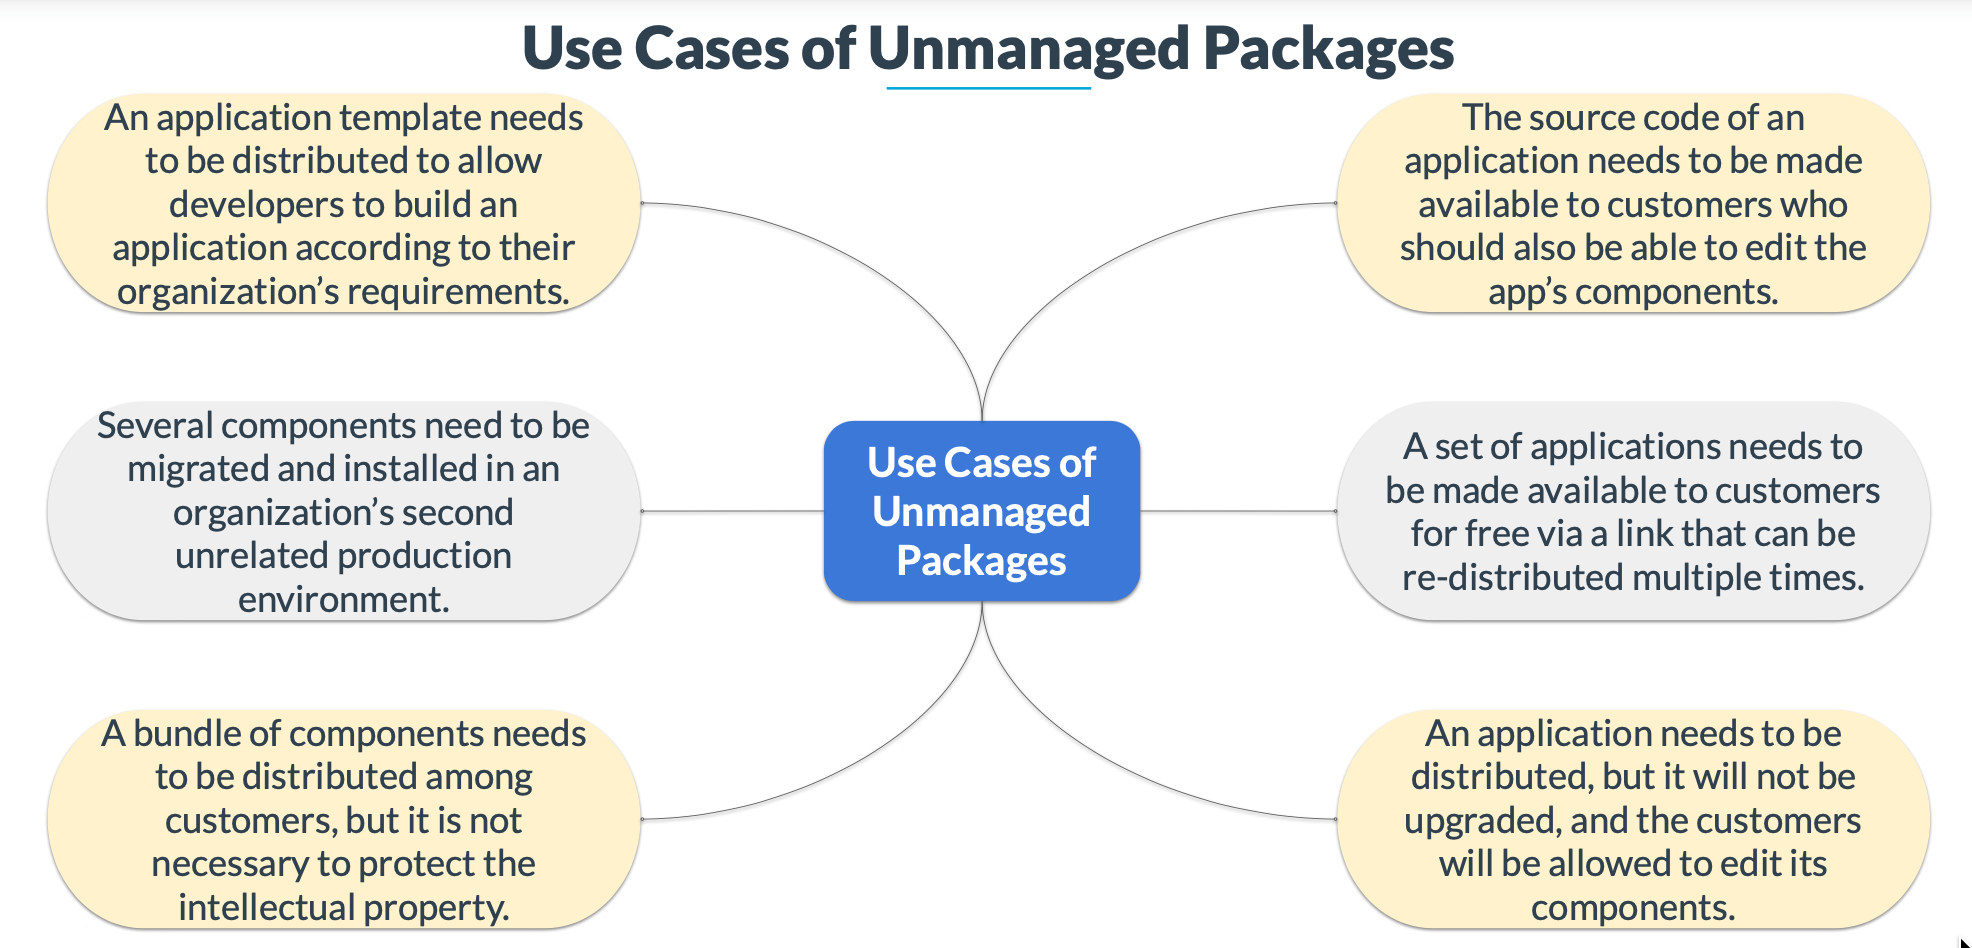 Use Cases of Unmanaged Packages
An application template needs
to be distributed to allow
developers to build an
application according to their
organization’s requirements.
The source code of an
application needs to be made
available to customers who
should also be able to edit the
app’s components.
Several components need to be
migrated and installed in an
organization’s second
unrelated production
environment.
Use Cases of
Unmanaged
Packages
A set of applications needs to
be made available to customers
for free via a link that can be
re-distributed multiple times.
A bundle of components needs
to be distributed among
customers, but it is not
necessary to protect the
intellectual property.
An application needs to be
distributed, but it will not be
upgraded, and the customers
will be allowed to edit its
components.